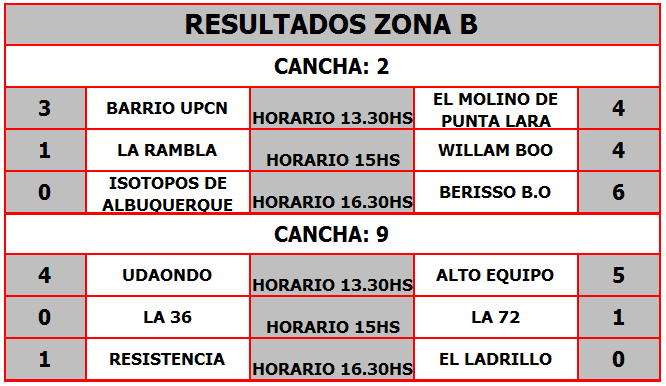 RESULTADOS ZONA B
CANCHA: 2
3 BARRIO UPCN HORARIO 13.30HS EL MOLINO DE PUNTA LARA 4
1 LA RAMBLA HORARIO 15HS WILLAM BOO 4
0 ISOTOPOS DE ALBUQUERQUE HORARIO 16.30HS BERISSO B.O 6
CANCHA: 9
4 UDAONDO HORARIO 13.30HS ALTO EQUIPO 5
0 LA 36 HORARIO 15HS LA 72 1
1 RESISTENCIA HORARIO 16.30HS EL LADRILLO 0